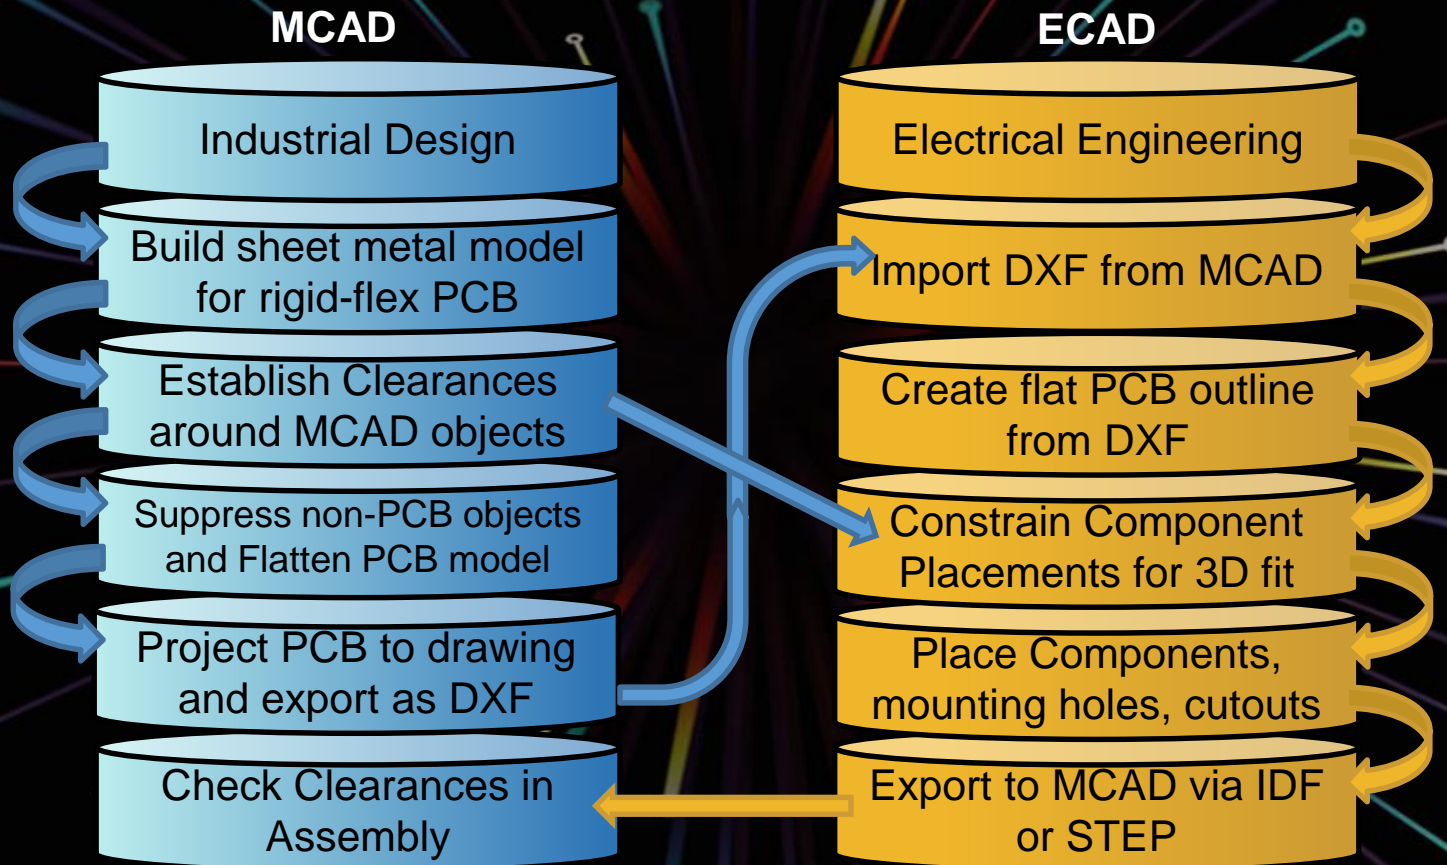 MCAD
Industrial Design
Build sheet metal model
for rigid-flex PCB
Establish Clearances
around MCAD objects
Suppress non-PCB objects
and Flatten PCB model
Project PCB to drawing
and export as DXF
Check Clearances in
Assembly
ECAD
Electrical Engineering
Import DXF from MCAD
Create flat PCB outline
from DXF
Constrain Component
Placements for 3D fit
Place Components,
mounting holes, cutouts
Export to MCAD via IDF
or STEP